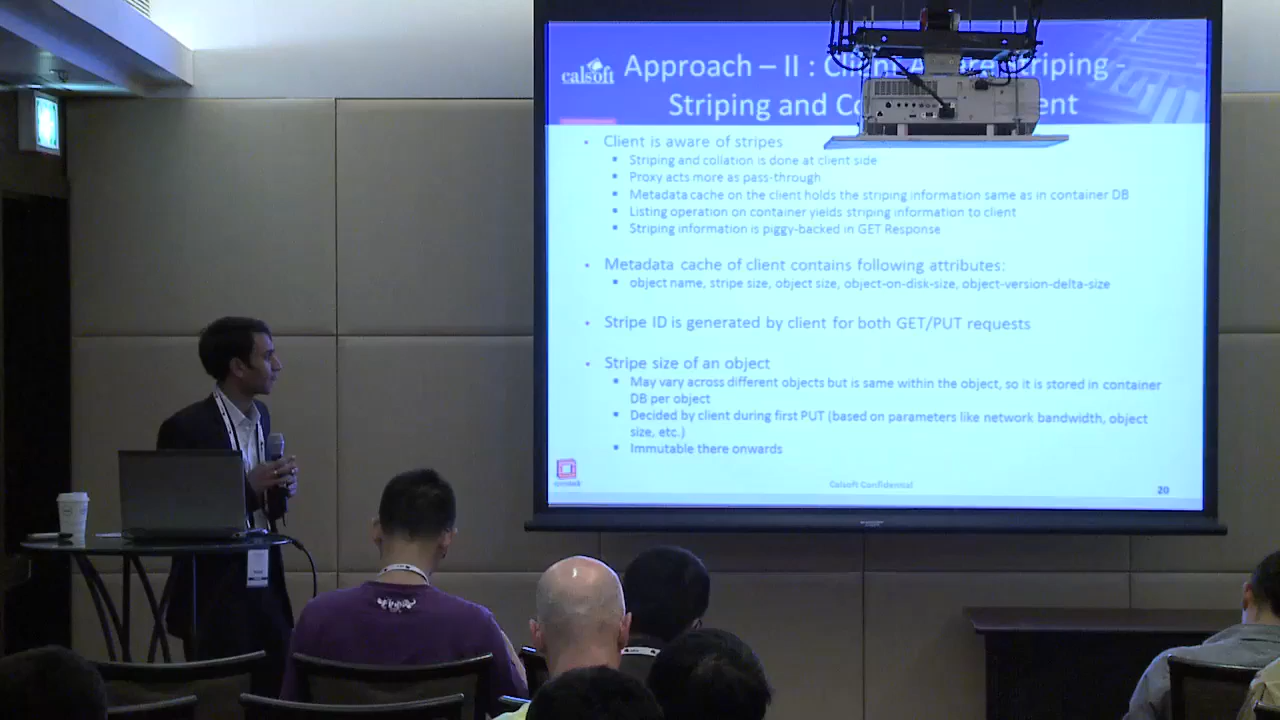 calsoft
Approach – II : Client Aware Striping -
Striping and Co ent
• Client is aware of stripes
▪ Striping and collation is done at client side
▪ Proxy acts more as pass-through
▪ Metadata cache on the client holds the striping information same as in container DB
▪ Listing operation on container yields striping information to client
▪ Striping information is piggy-backed in GET Response
• Metadata cache of client contains following attributes:
▪ object name, stripe size, object size, object-on-disk-size, object-version-delta-size
• Stripe ID is generated by client for both GET/PUT requests
• Stripe size of an object
▪ May vary across different objects but is same within the object, so it is stored in container
DB per object
▪ Decided by client during first PUT (based on parameters like network bandwidth, object
size, etc.)
▪ Immutable there onwards
Calsoft Confidential
20